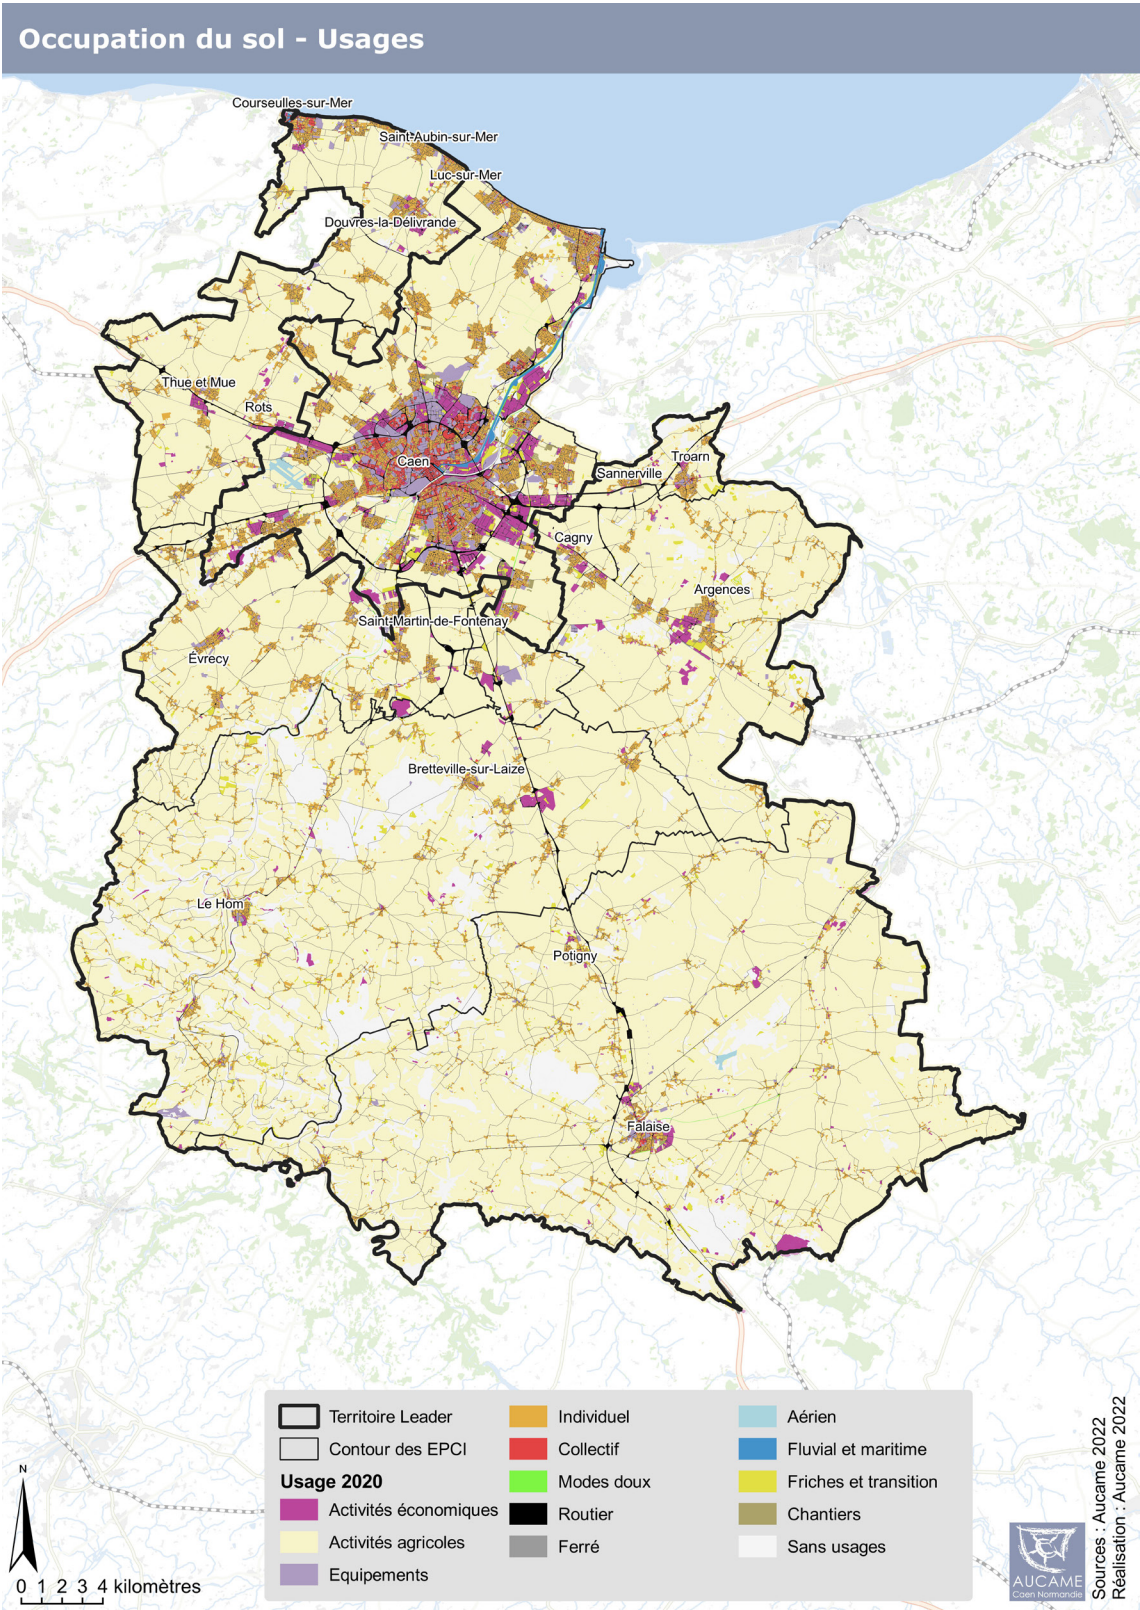 Occupation du sol - Usages
Courseulles-sur-Mer
Saint-Aubin-sur-Mer
Luc-sur-Mer
Douvres-la-Délivrande
Thue et Mue
Rots
Caen
Troarn
Sannerville
Cagny
Argences
Saint-Martin-de-Fontenay
Évrecy
Bretteville-sur-Laize
Le Hom
Potigny
Falaise
Territoire Leader
Contour des EPCI
Usage 2020
Activités économiques
Activités agricoles
Equipements
Individuel
Collectif
Modes doux
Routier
Ferré
Aérien
Fluvial et maritime
Friches et transition
Chantiers
Sans usages
N
0 1 2 3 4 kilomètres
AUCAME
Caen Normandie
Sources : Aucame 2022
Réalisation : Aucame 2022